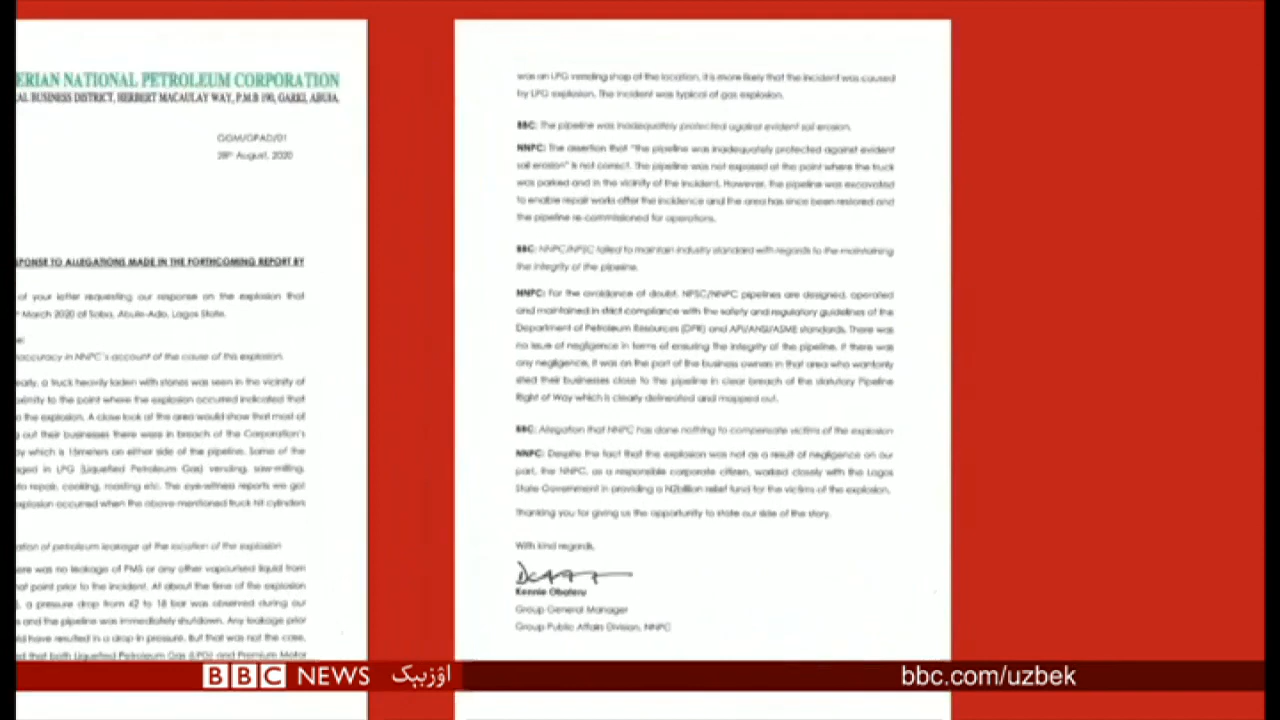 ERIAN NATIONAL PETROLEUM CORPORATION
AL BUSINESS DISTRICT, HERBERT MACAULAY WAY, P.M.B 190, GARKI, ABUJA.
GGM/GPAD/01
28th August, 2020
SPONSE TO ALLEGATIONS MADE IN THE FORTHCOMING REPORT BY
of your letter requesting our response on the explosion that
March 2020 at Soba, Abule-Ado, Lagos State.
accuracy in NNPC's account of the cause of this explosion.
early, a truck heavily laden with stones was seen in the vicinity of
oximity to the point where the explosion occurred indicated that
the explosion. A close look at the area would show that most of
g out their businesses there were in breach of the Corporation's
ay which is 15meters on either side of the pipeline. Some of the
aged in LPG (Liquefied Petroleum Gas) vending, saw-milling,
uto repair, cooking, roasting etc. The eye-witness reports we got
explosion occurred when the above-mentioned truck hit cylinders
ation of petroleum leakage at the location of the explosion
ere was no leakage of PMS or any other vapourised liquid from
hat point prior to the incident. At about the time of the explosion
), a pressure drop from 42 to 18 bar was observed during our
s and the pipeline was immediately shutdown. Any leakage prior
ld have resulted in a drop in pressure. But that was not the case.
ed that both Liquefied Petroleum Gas (LPG) and Premium Motor
was an LPG vending shop at the location, it is more likely that the incident was caused
by LPG explosion. The incident was typical of gas explosion.
BBC: The pipeline was inadequately protected against evident soil erosion.
NNPC: The assertion that "the pipeline was inadequately protected against evident
soil erosion" is not correct. The pipeline was not exposed at the point where the truck
was parked and in the vicinity of the incident. However, the pipeline was excavated
to enable repair works after the incidence and the area has since been restored and
the pipeline re-commissioned for operations.
BBC: NNPC/NPSC failed to maintain industry standard with regards to the maintaining
the integrity of the pipeline.
NNPC: For the avoidance of doubt, NPSC/NNPC pipelines are designed, operated
and maintained in strict compliance with the safety and regulatory guidelines of the
Department of Petroleum Resources (DPR) and API/ANSI/ASME standards. There was
no issue of negligence in terms of ensuring the integrity of the pipeline. If there was
any negligence, it was on the part of the business owners in that area who wantonly
sited their businesses close to the pipeline in clear breach of the statutory Pipeline
Right of Way which is clearly delineated and mapped out.
BBC: Allegation that NNPC has done nothing to compensate victims of the explosion
NNPC: Despite the fact that the explosion was not as a result of negligence on our
part, the NNPC, as a responsible corporate citizen, worked closely with the Lagos
State Government in providing a N2billion relief fund for the victims of the explosion.
Thanking you for giving us the opportunity to state our side of the story.
With kind regards,
Kennie Obateru
Group General Manager
Group Public Affairs Division, NNPC
BBC NEWS اۉزبېک
bbc.com/uzbek